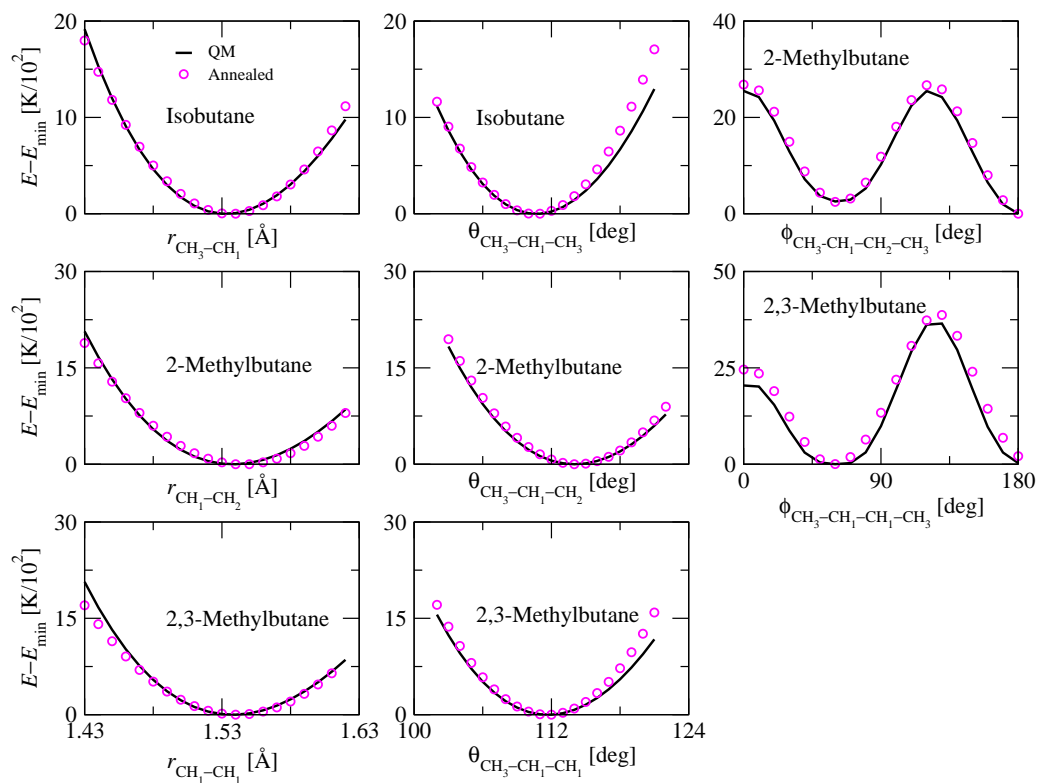 20
10
0
E−E_min [K/10^2]
QM
Annealed
Isobutane
r_CH3−CH1 [Å]
20
10
0
Isobutane
θ_CH3−CH1−CH3 [deg]
50
25
0
2-Methylbutane
ϕ_CH3-CH1−CH2−CH3 [deg]
30
15
0
E−E_min [K/10^2]
2-Methylbutane
r_CH1−CH2 [Å]
30
15
0
2-Methylbutane
θ_CH3−CH1−CH2 [deg]
50
25
0
2,3-Methylbutane
0 90 180
ϕ_CH3−CH1−CH1−CH3 [deg]
30
15
0
E−E_min [K/10^2]
2,3-Methylbutane
1.43 1.53 1.63
r_CH1−CH1 [Å]
30
15
0
2,3-Methylbutane
100 112 124
θ_CH3−CH1−CH1 [deg]